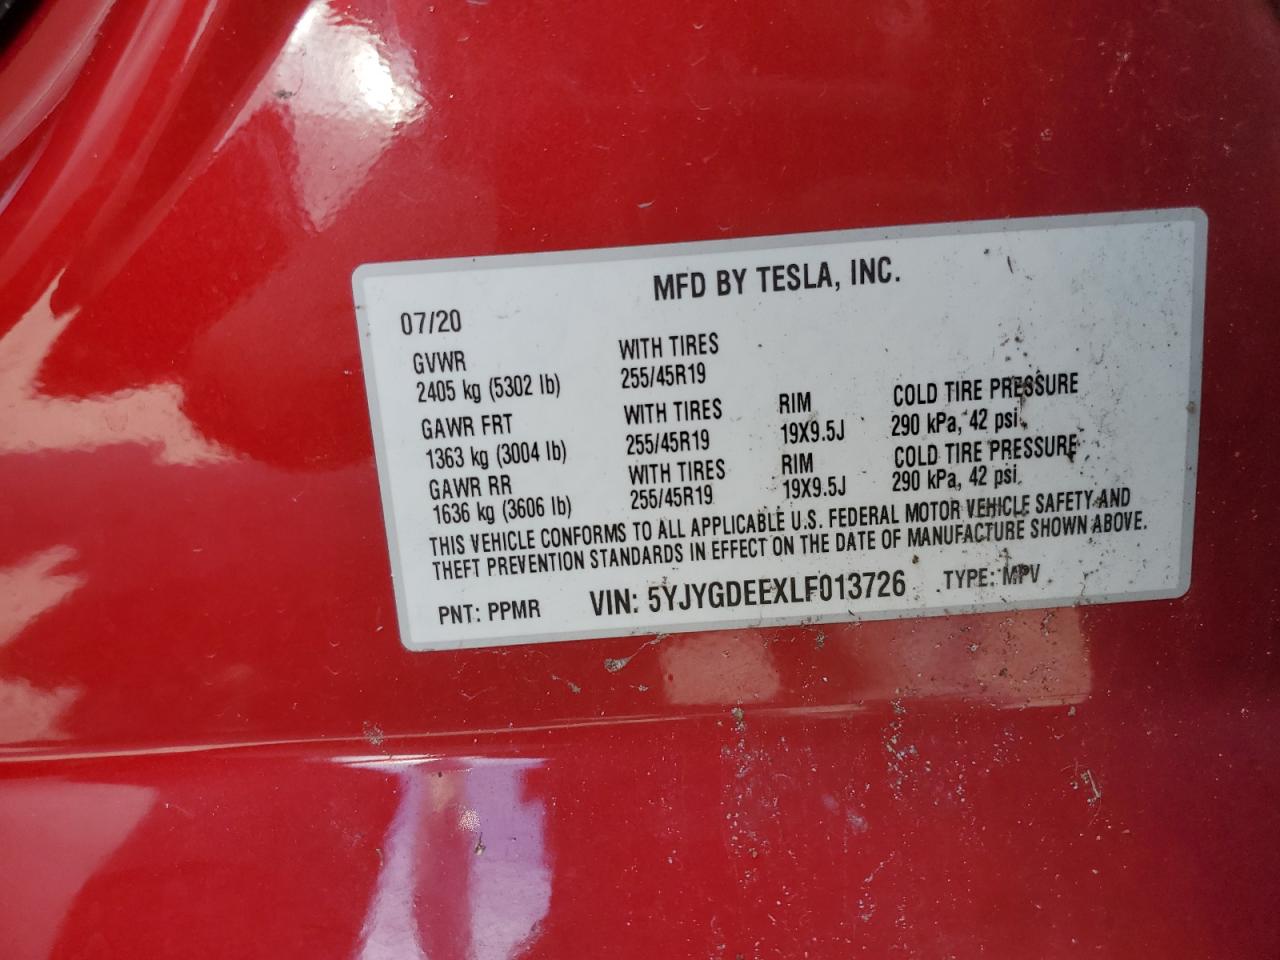 MFD BY TESLA, INC.
07/20
GVWR WITH TIRES
2405 kg (5302 lb) 255/45R19
GAWR FRT WITH TIRES RIM COLD TIRE PRESSURE
1363 kg (3004 lb) 255/45R19 19X9.5J 290 kPa, 42 psi
GAWR RR WITH TIRES RIM COLD TIRE PRESSURE
1636 kg (3606 lb) 255/45R19 19X9.5J 290 kPa, 42 psi
THIS VEHICLE CONFORMS TO ALL APPLICABLE U.S. FEDERAL MOTOR VEHICLE SAFETY AND
THEFT PREVENTION STANDARDS IN EFFECT ON THE DATE OF MANUFACTURE SHOWN ABOVE.
PNT: PPMR VIN: 5YJYGDEEXLF013726 TYPE: MPV